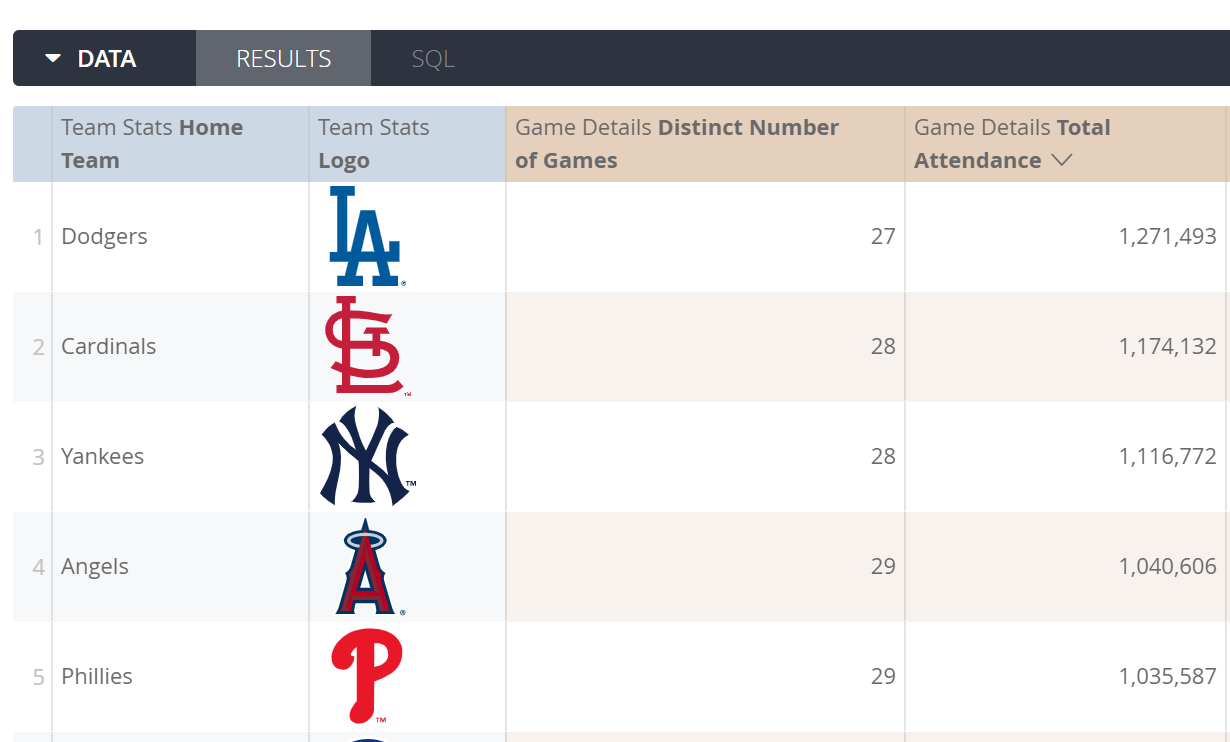 DATA RESULTS SQL
Team Stats Home Team Team Stats Logo Game Details Distinct Number of Games Game Details Total Attendance
1 Dodgers LA 27 1,271,493
2 Cardinals STL 28 1,174,132
3 Yankees NY 28 1,116,772
4 Angels A 29 1,040,606
5 Phillies P 29 1,035,587